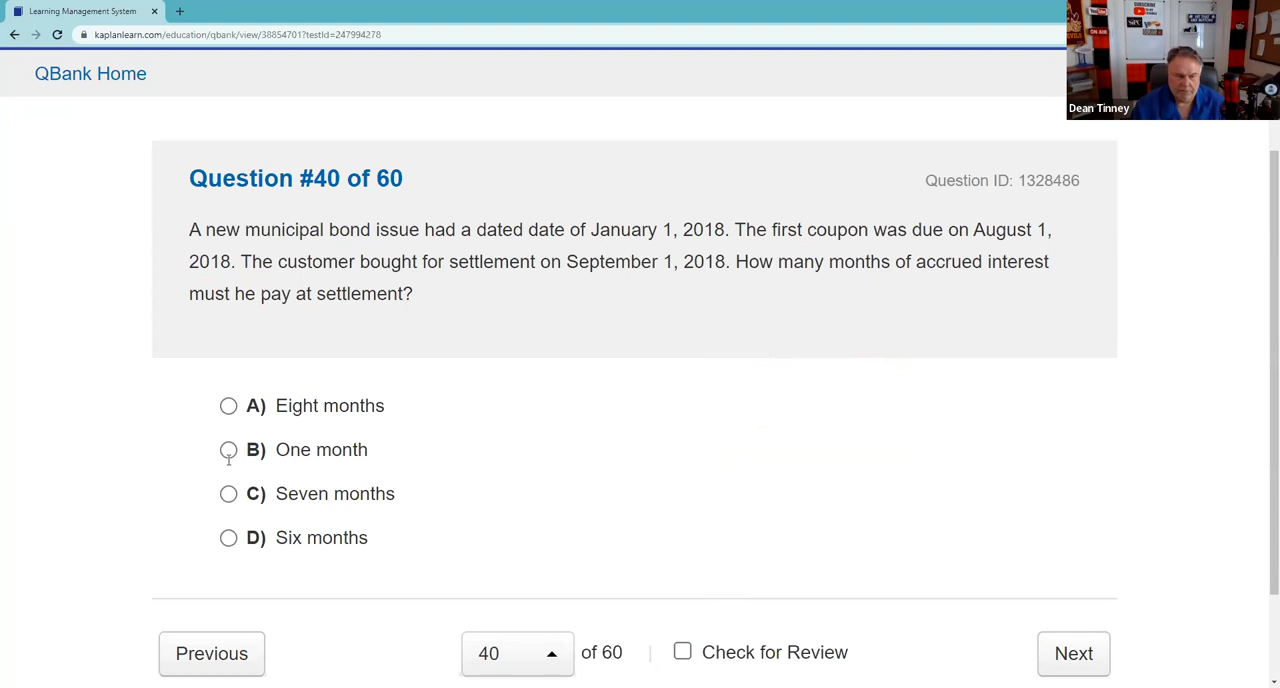 Learning Management System
kaplanlearn.com/education/qbank/view/38854701?testId=247994278
QBank Home
SUBSCRIBE
ON AIR
Dean Tinney
Question #40 of 60
Question ID: 1328486
A new municipal bond issue had a dated date of January 1, 2018. The first coupon was due on August 1,
2018. The customer bought for settlement on September 1, 2018. How many months of accrued interest
must he pay at settlement?
A) Eight months
B) One month
C) Seven months
D) Six months
Previous
40
of 60
Check for Review
Next